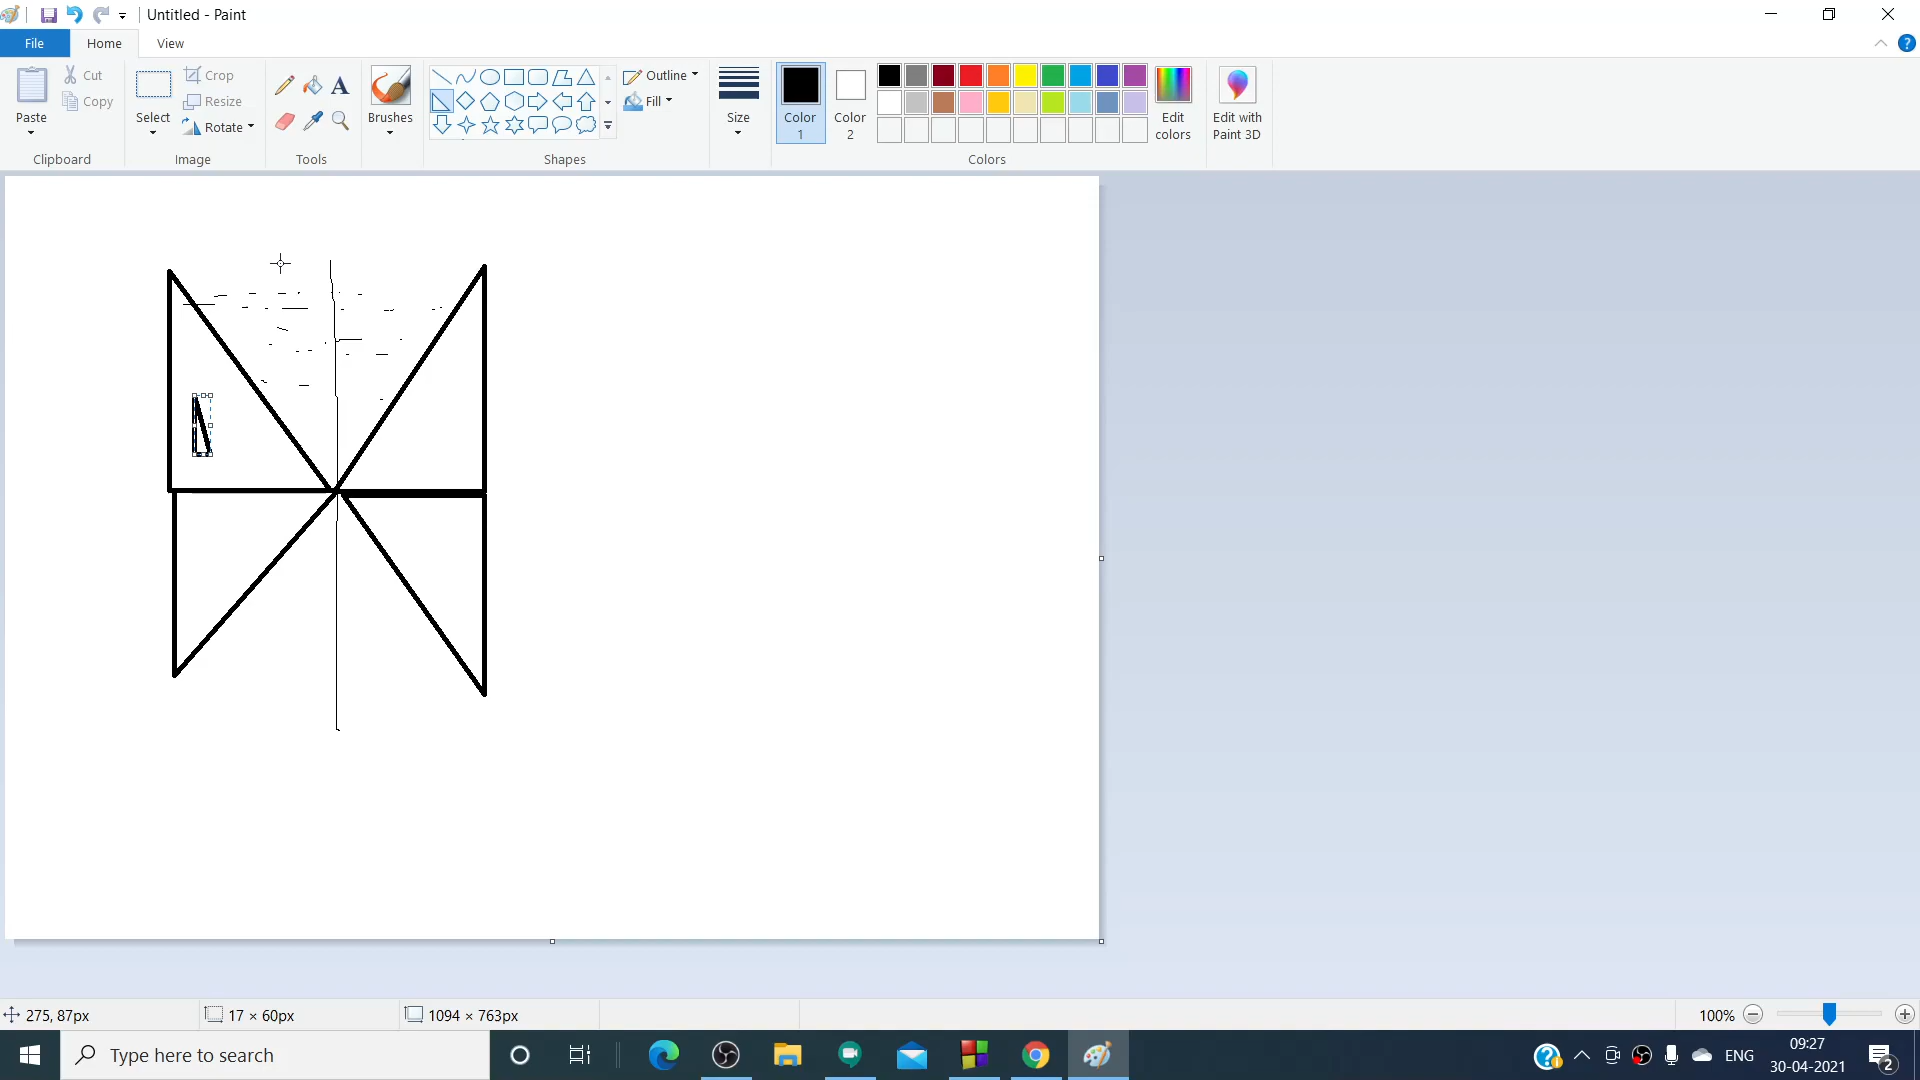 Untitled - Paint
File Home View
Paste Cut Copy
Clipboard
Select Crop Resize Rotate
Image
A
Tools
Brushes
Outline Fill
Shapes
Size
Color 1 Color 2
Edit colors
Colors
Edit with Paint 3D
?
275, 87px 17 × 60px 1094 × 763px 100%
Type here to search
ENG 09:27
30-04-2021
2